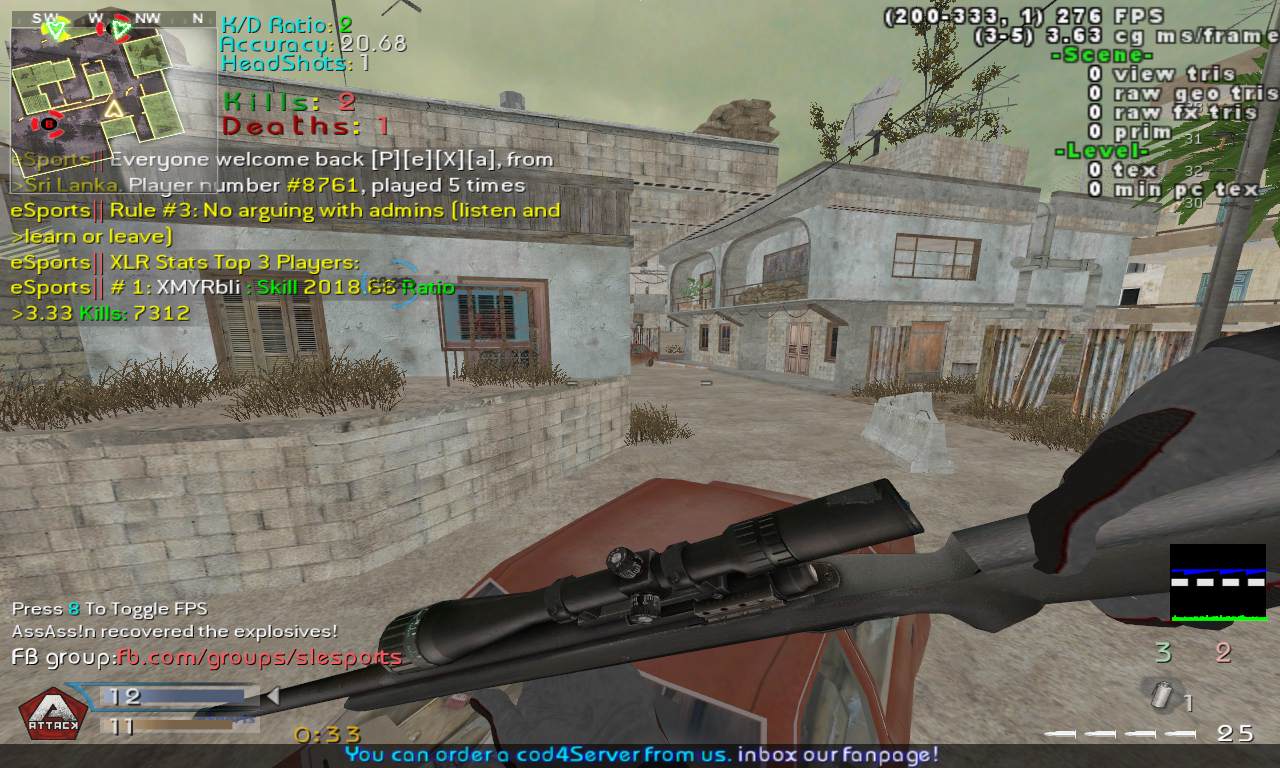 SW W NW N
K/D Ratio: 2
Accuracy: 20.68
HeadShots: 1
Kills: 2
Deaths: 1
(200-333, 1) 276 FPS
(3-5) 3.63 cg ms/frame
-Scene-
0 view tris
0 raw geo tris
0 raw fx tris
31
0 prim
-Level-
0 tex
32
0 min pc tex
30
eSports|| Everyone welcome back [P][e][X][a], from
>Sri Lanka. Player number #8761, played 5 times
eSports|| Rule #3: No arguing with admins (listen and
>learn or leave)
eSports|| XLR Stats Top 3 Players:
eSports|| # 1: XMYRbli : Skill 2018.66 Ratio
>3.33 Kills: 7312
Press 8 To Toggle FPS
AssAss!n recovered the explosives!
FB group:fb.com/groups/slesports
ATTACK
12
11
0:33
3 2
1
25
You can order a cod4Server from us. inbox our fanpage!